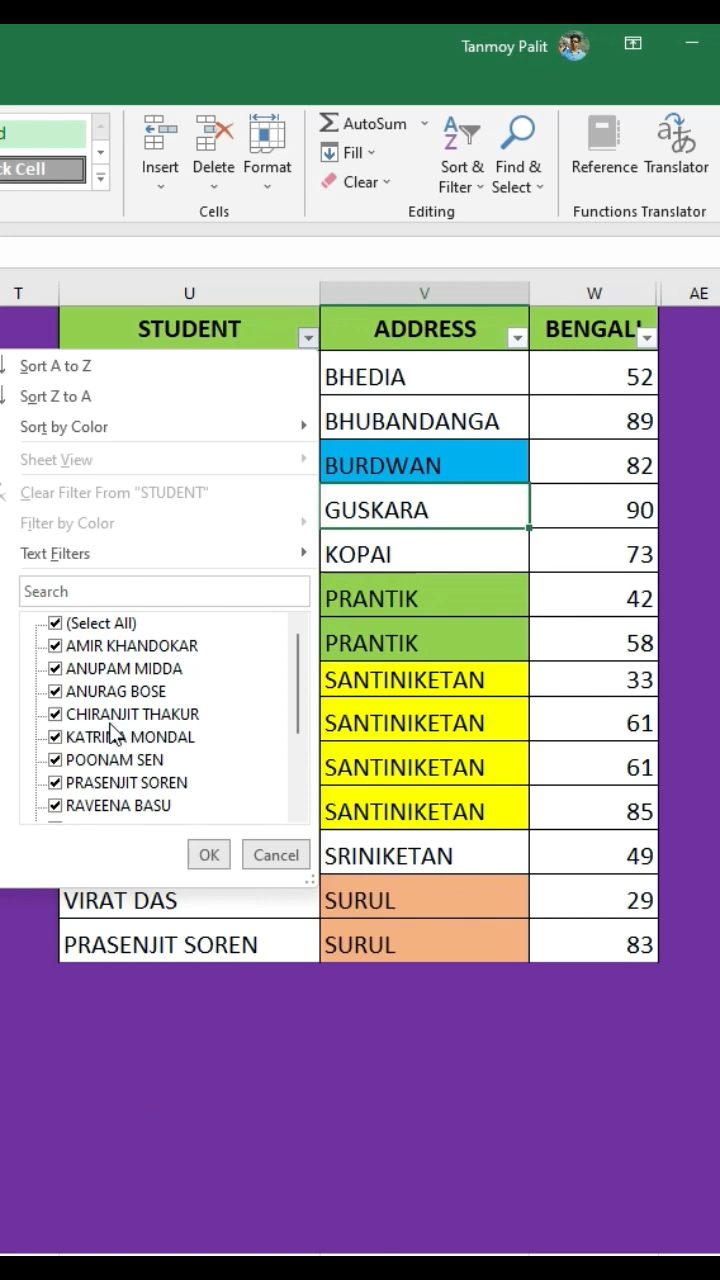 Tanmoy Palit
d
ck Cell
Insert
Delete
Format
Cells
AutoSum
Fill
Clear
Sort &
Filter
Find &
Select
Editing
Reference
Translator
Functions
Translator
T
U
V
W
AE
STUDENT
ADDRESS
BENGALI
Sort A to Z
Sort Z to A
Sort by Color
Sheet View
Clear Filter From "STUDENT"
Filter by Color
Text Filters
Search
(Select All)
AMIR KHANDOKAR
ANUPAM MIDDA
ANURAG BOSE
CHIRANJIT THAKUR
KATRINA MONDAL
POONAM SEN
PRASENJIT SOREN
RAVEENA BASU
OK
Cancel
BHEDIA 52
BHUBANDANGA 89
BURDWAN 82
GUSKARA 90
KOPAI 73
PRANTIK 42
PRANTIK 58
SANTINIKETAN 33
SANTINIKETAN 61
SANTINIKETAN 61
SANTINIKETAN 85
SRINIKETAN 49
VIRAT DAS SURUL 29
PRASENJIT SOREN SURUL 83